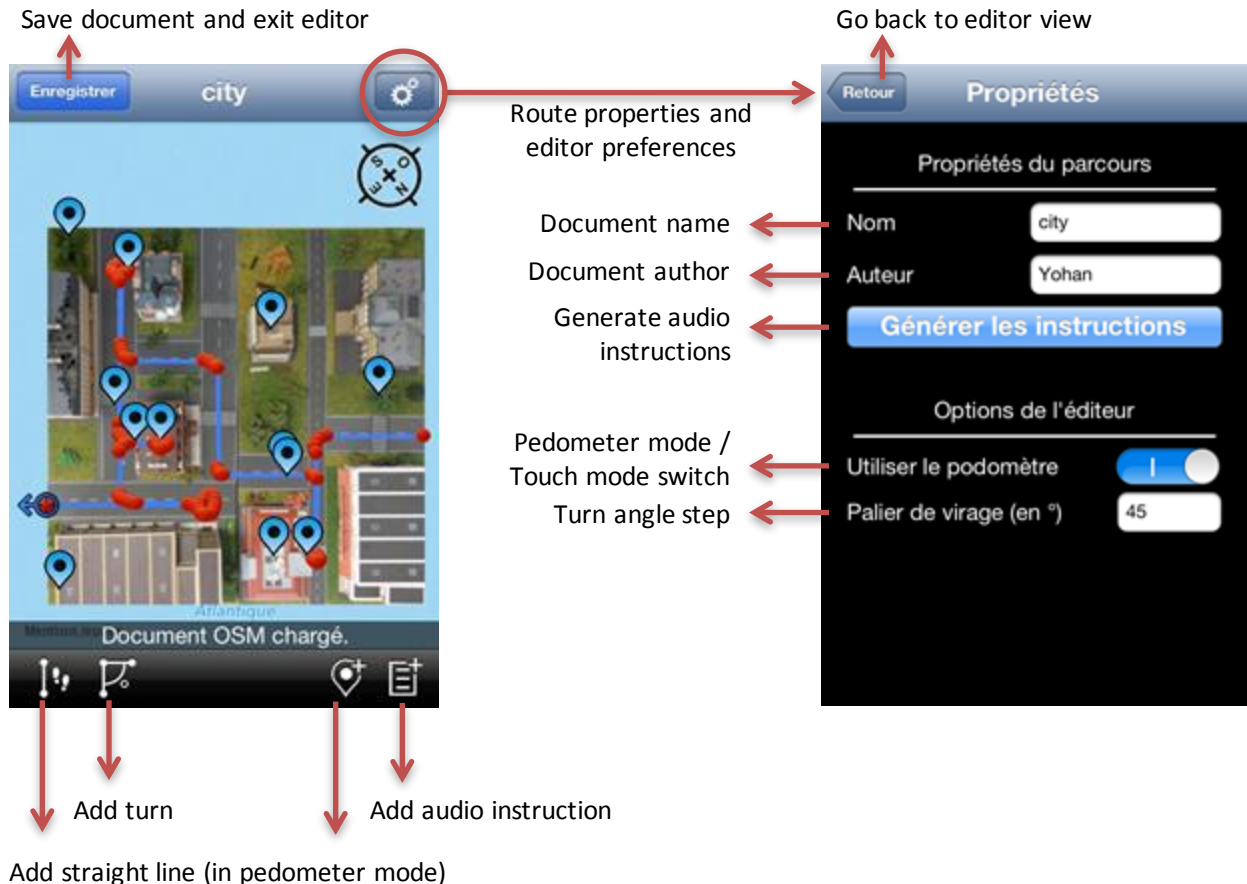 Save document and exit editor
Go back to editor view
Enregistrer
city
Retour
Propriétés
Route properties and
editor preferences
S
O
E
N
Propriétés du parcours
Document name
Nom
city
Document author
Auteur
Yohan
Generate audio
instructions
Générer les instructions
Options de l'éditeur
Pedometer mode /
Touch mode switch
Utiliser le podomètre
Turn angle step
Palier de virage (en °)
45
Atlantique
Document OSM chargé.
Add turn
Add audio instruction
Add straight line (in pedometer mode)